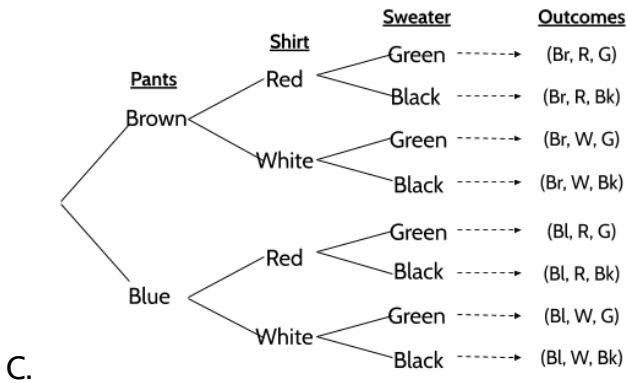 Sweater Outcomes
Shirt
Green (Br, R, G)
Pants
Red
Black (Br, R, Bk)
Brown
Green (Br, W, G)
White
Black (Br, W, Bk)
Green (Bl, R, G)
Red
Black (Bl, R, Bk)
Blue
Green (Bl, W, G)
White
Black (Bl, W, Bk)
C.